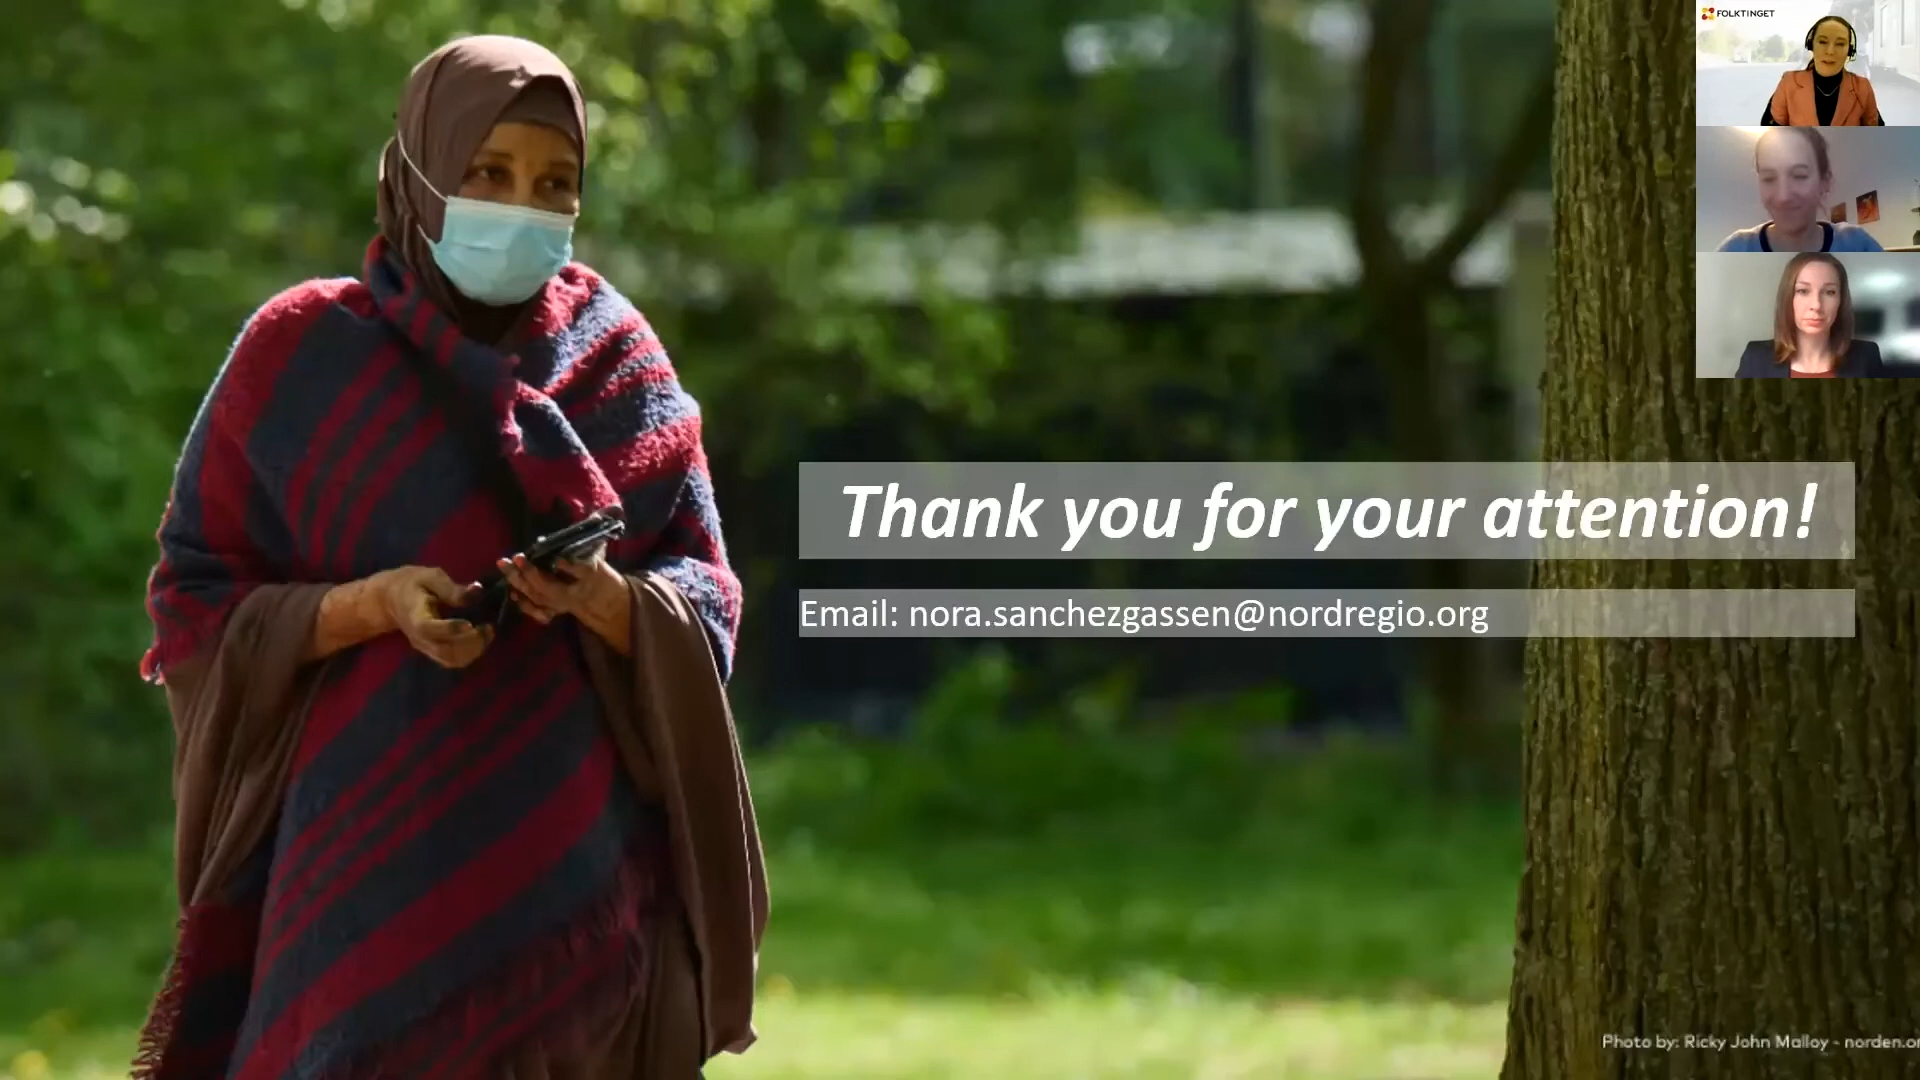 FOLKTINGET
Thank you for your attention!
Email: nora.sanchezgassen@nordregio.org
Photo by: Ricky John Malloy - norden.or